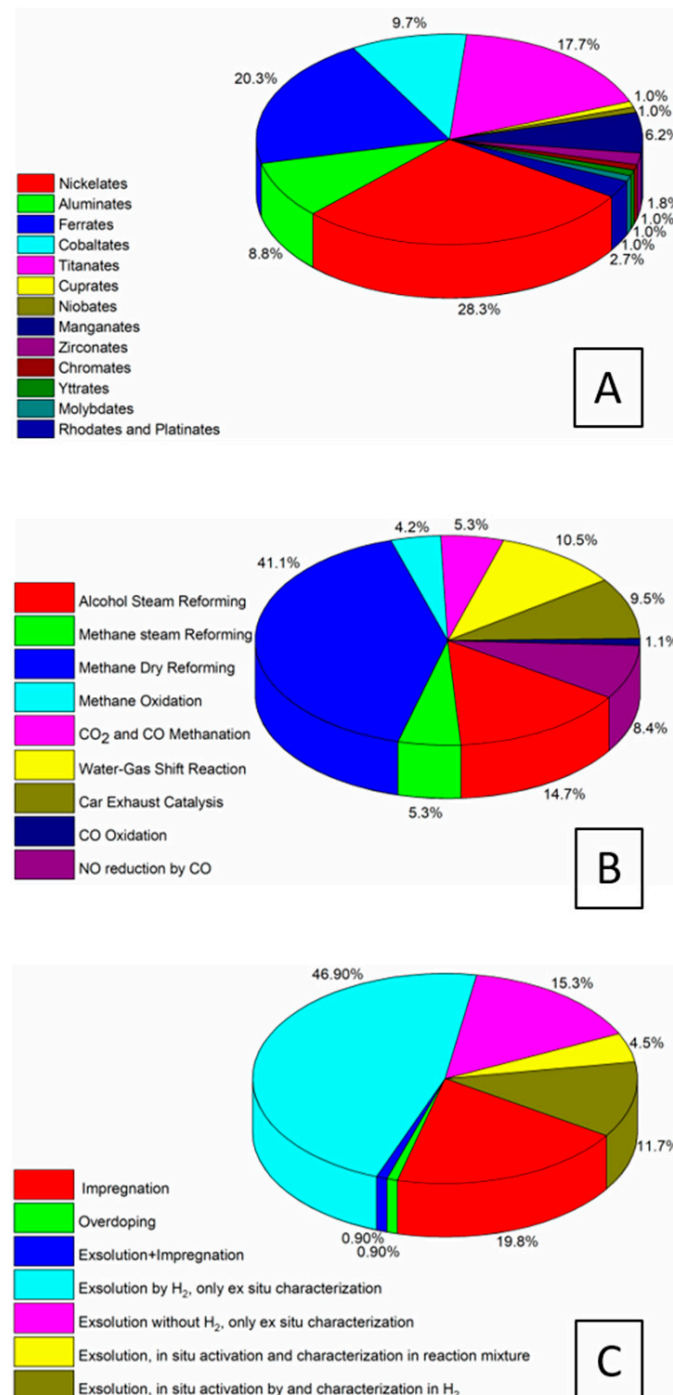 9.7%
17.7%
20.3%
1.0%
1.0%
6.2%
Nickelates
Aluminates
Ferrates
Cobaltates
Titanates
Cuprates
Niobates
Manganates
Zirconates
Chromates
Yttrates
Molybdates
Rhodates and Platinates
1.8%
1.0%
1.0%
1.0%
2.7%
8.8%
28.3%
A
4.2%
5.3%
10.5%
41.1%
9.5%
1.1%
Alcohol Steam Reforming
Methane steam Reforming
Methane Dry Reforming
Methane Oxidation
CO2 and CO Methanation
Water-Gas Shift Reaction
Car Exhaust Catalysis
CO Oxidation
NO reduction by CO
8.4%
14.7%
5.3%
B
46.90%
15.3%
4.5%
11.7%
Impregnation
Overdoping
Exsolution+Impregnation
Exsolution by H2, only ex situ characterization
Exsolution without H2, only ex situ characterization
Exsolution, in situ activation and characterization in reaction mixture
Exsolution, in situ activation by and characterization in H2
0.90%
0.90%
19.8%
C